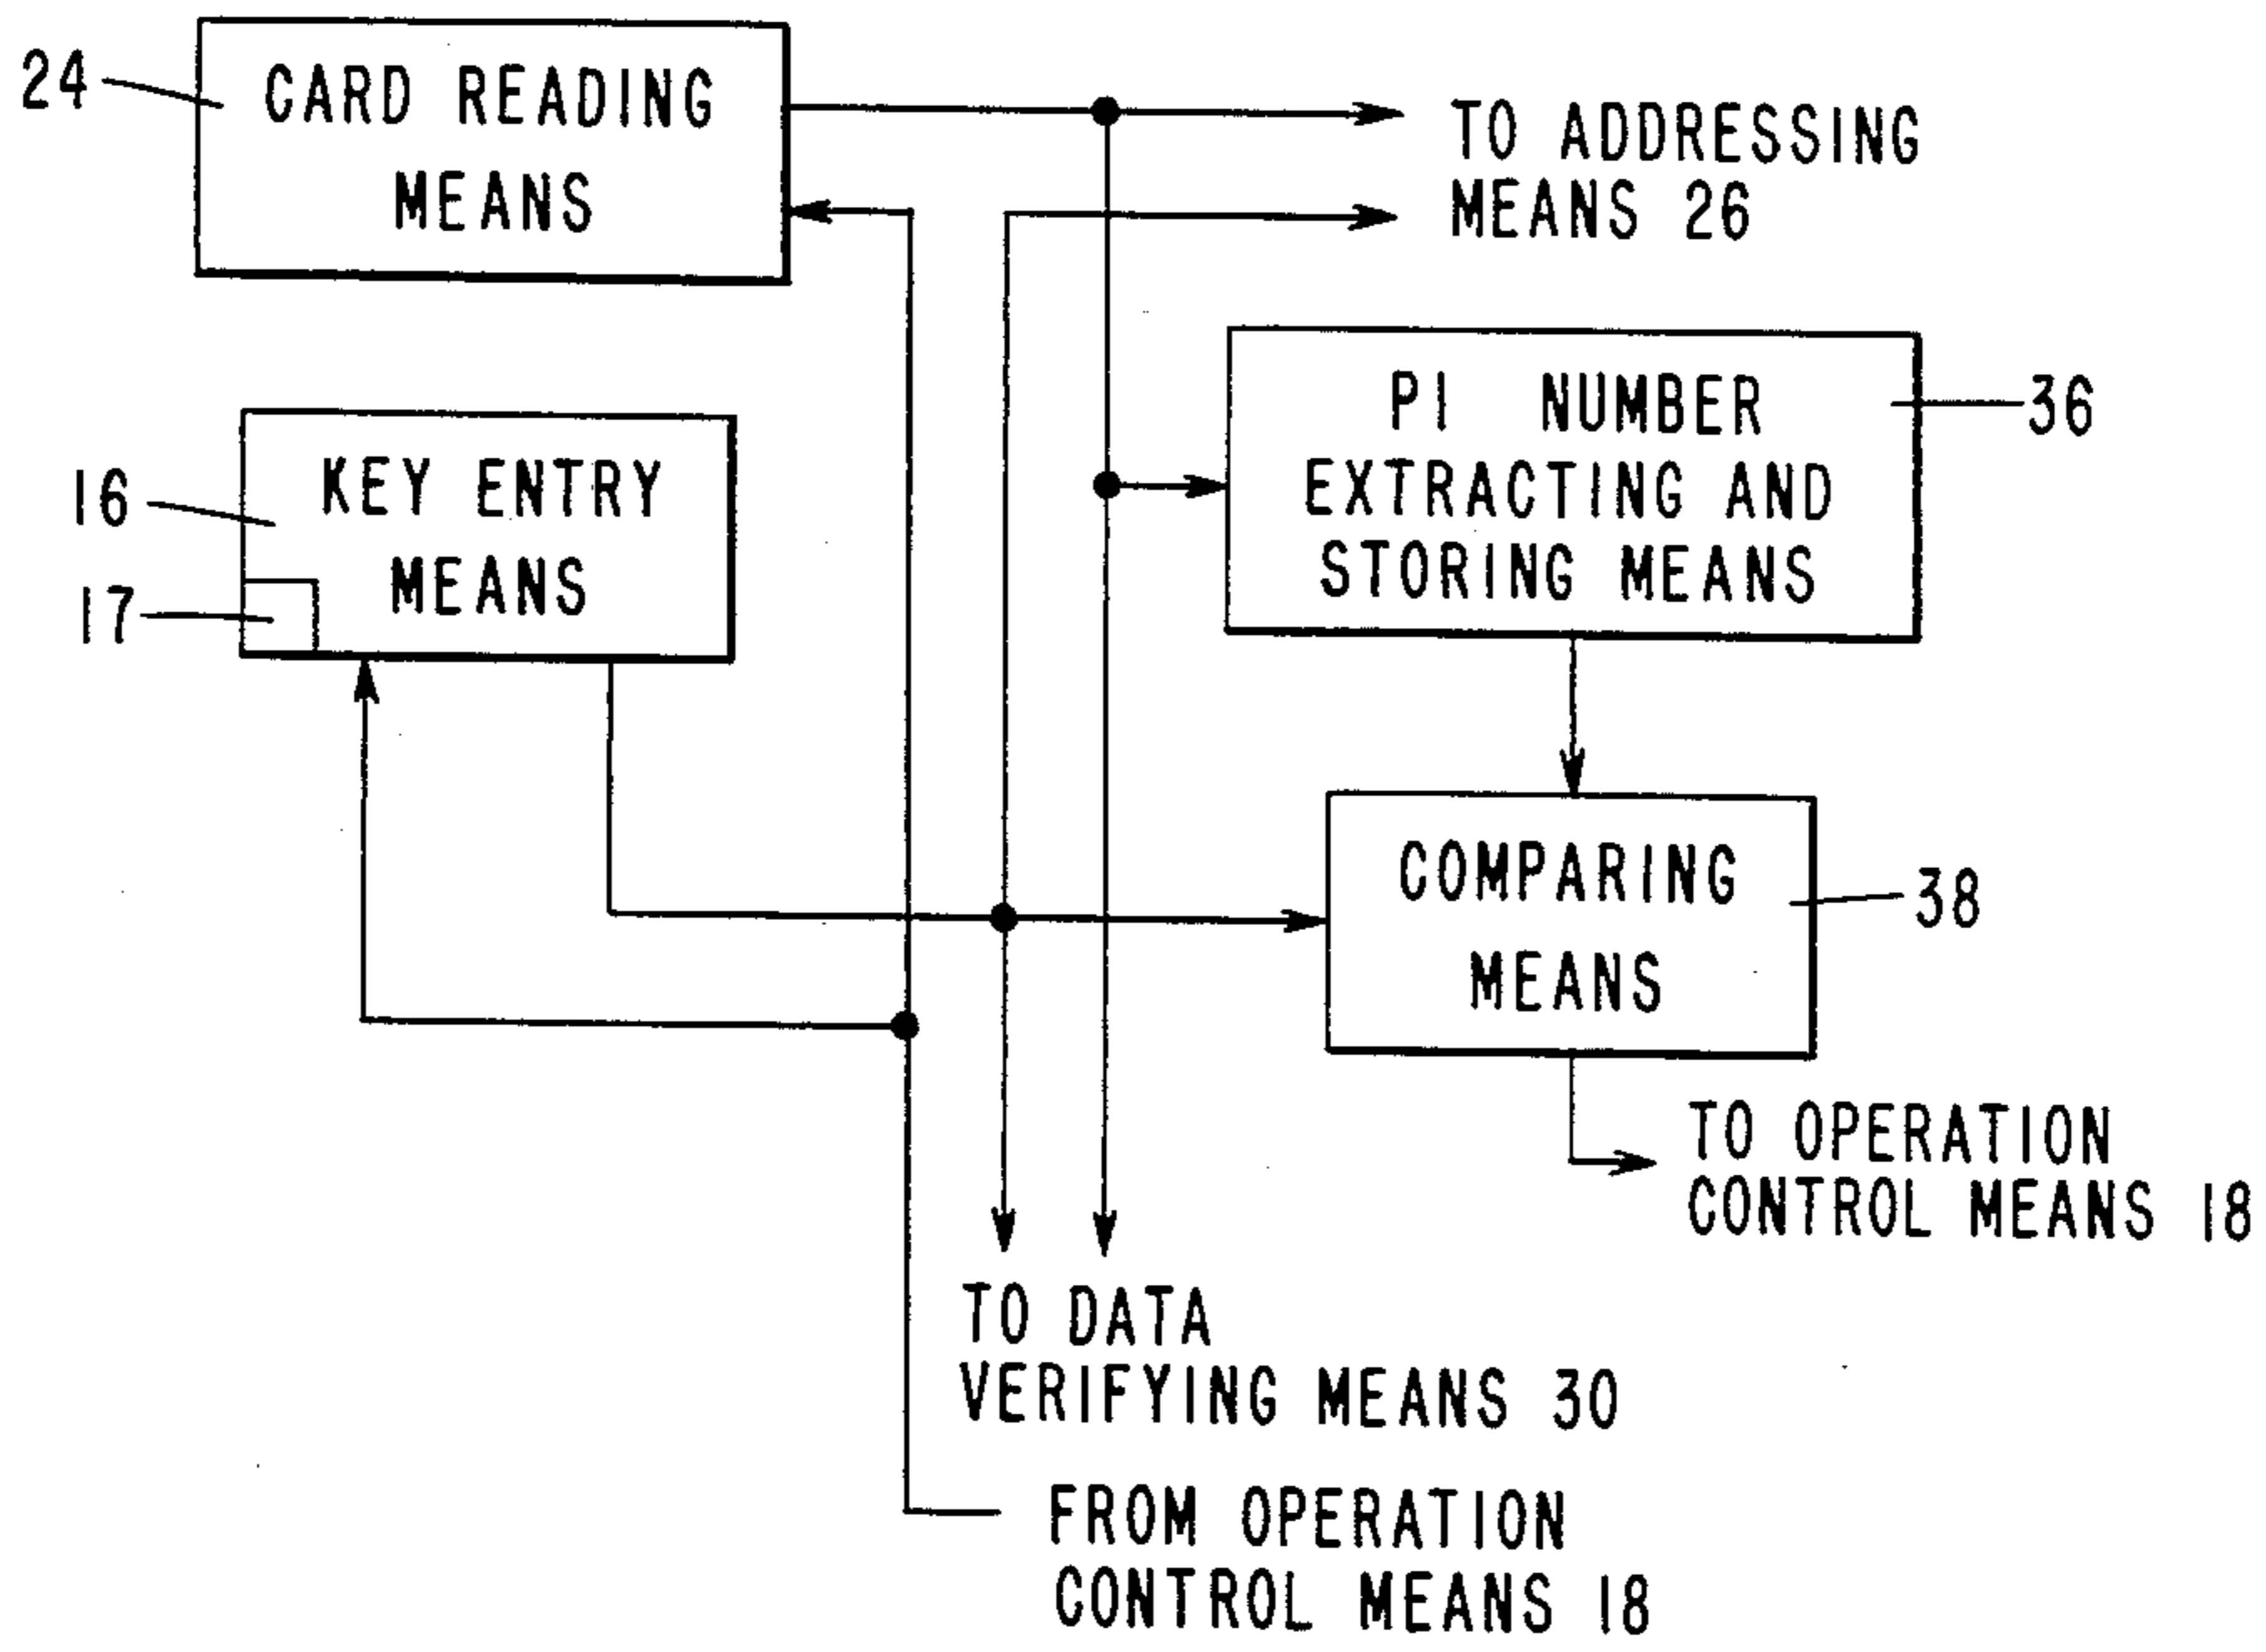 24
CARD READING
MEANS
TO ADDRESSING
MEANS 26
16
17
KEY ENTRY
MEANS
PI NUMBER
EXTRACTING AND
STORING MEANS
36
COMPARING
MEANS
38
TO OPERATION
CONTROL MEANS 18
TO DATA
VERIFYING MEANS 30
FROM OPERATION
CONTROL MEANS 18